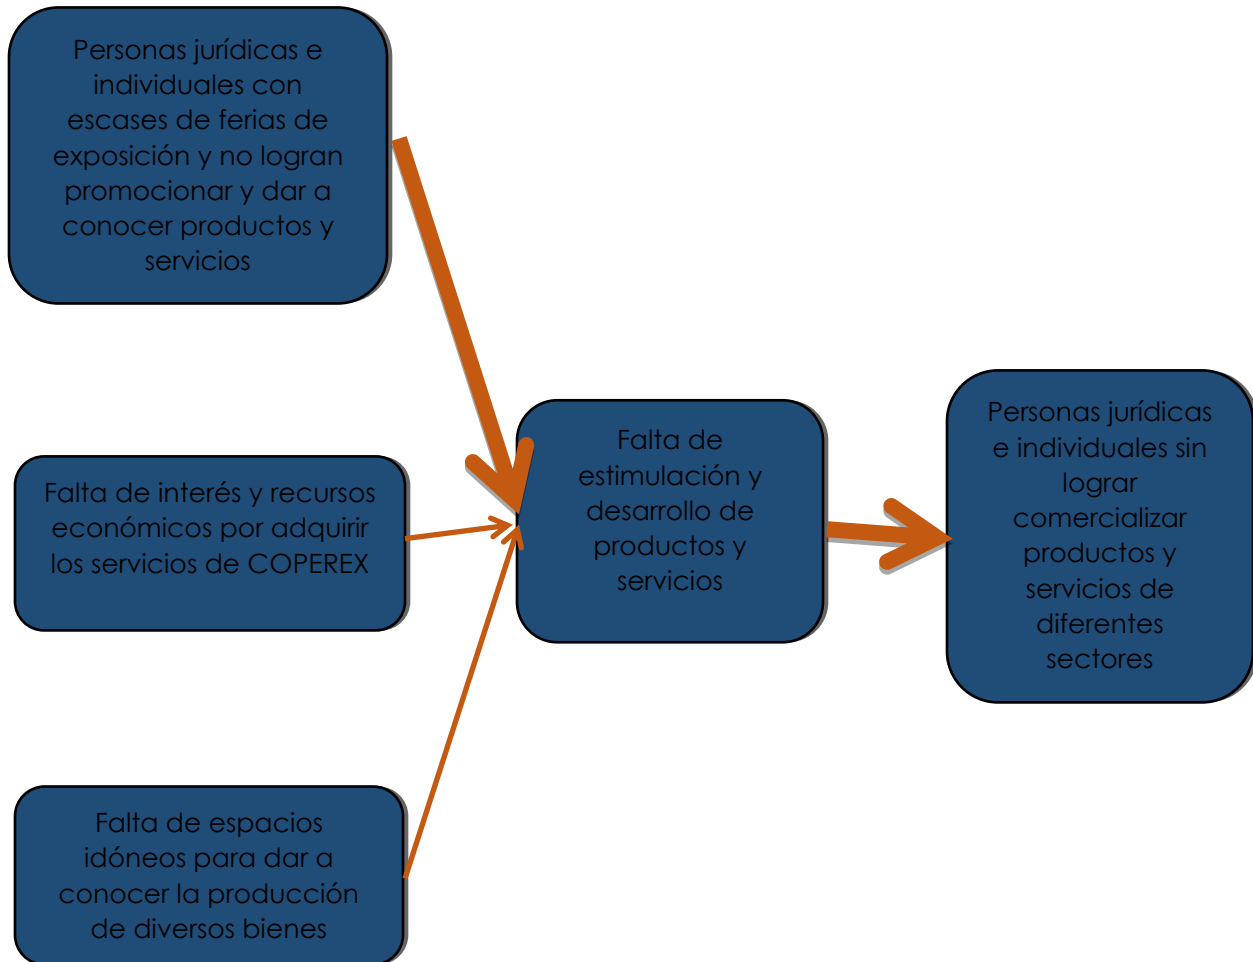 Personas jurídicas e
individuales con
escases de ferias de
exposición y no logran
promocionar y dar a
conocer productos y
servicios
Falta de interés y recursos
económicos por adquirir
los servicios de COPEREX
Falta de espacios
idóneos para dar a
conocer la producción
de diversos bienes
Falta de
estimulación y
desarrollo de
productos y
servicios
Personas jurídicas
e individuales sin
lograr
comercializar
productos y
servicios de
diferentes
sectores